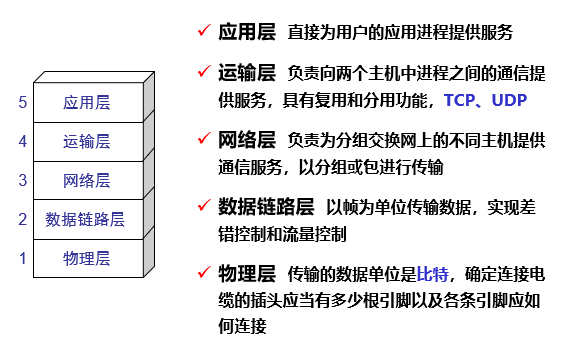 5 应用层
4 运输层
3 网络层
2 数据链路层
1 物理层
✓ 应用层 直接为用户的应用进程提供服务
✓ 运输层 负责向两个主机中进程之间的通信提
供服务，具有复用和分用功能，TCP、UDP
✓ 网络层 负责为分组交换网上的不同主机提供
通信服务，以分组或包进行传输
✓ 数据链路层 以帧为单位传输数据，实现差
错控制和流量控制
✓ 物理层 传输的数据单位是比特，确定连接电
缆的插头应当有多少根引脚以及各条引脚应如
何连接